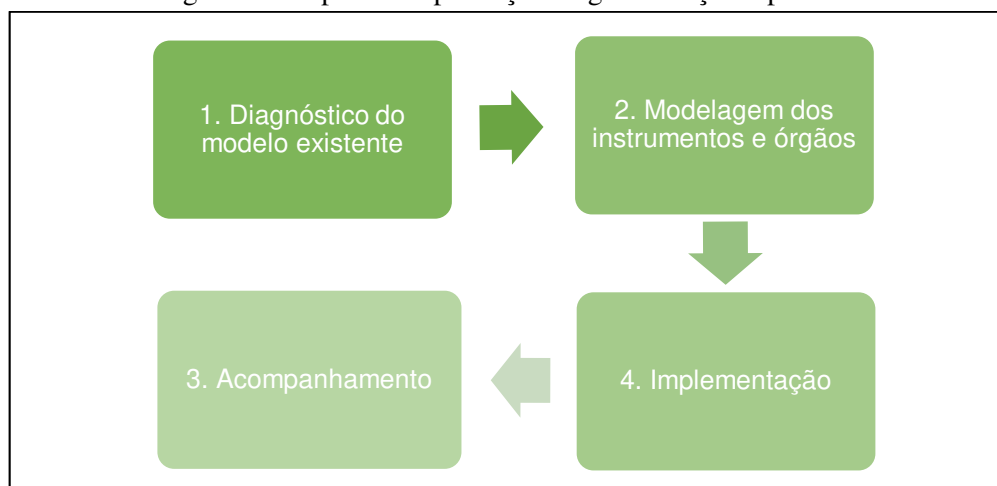 1. Diagnóstico do
modelo existente
2. Modelagem dos
instrumentos e órgãos
3. Acompanhamento
4. Implementação